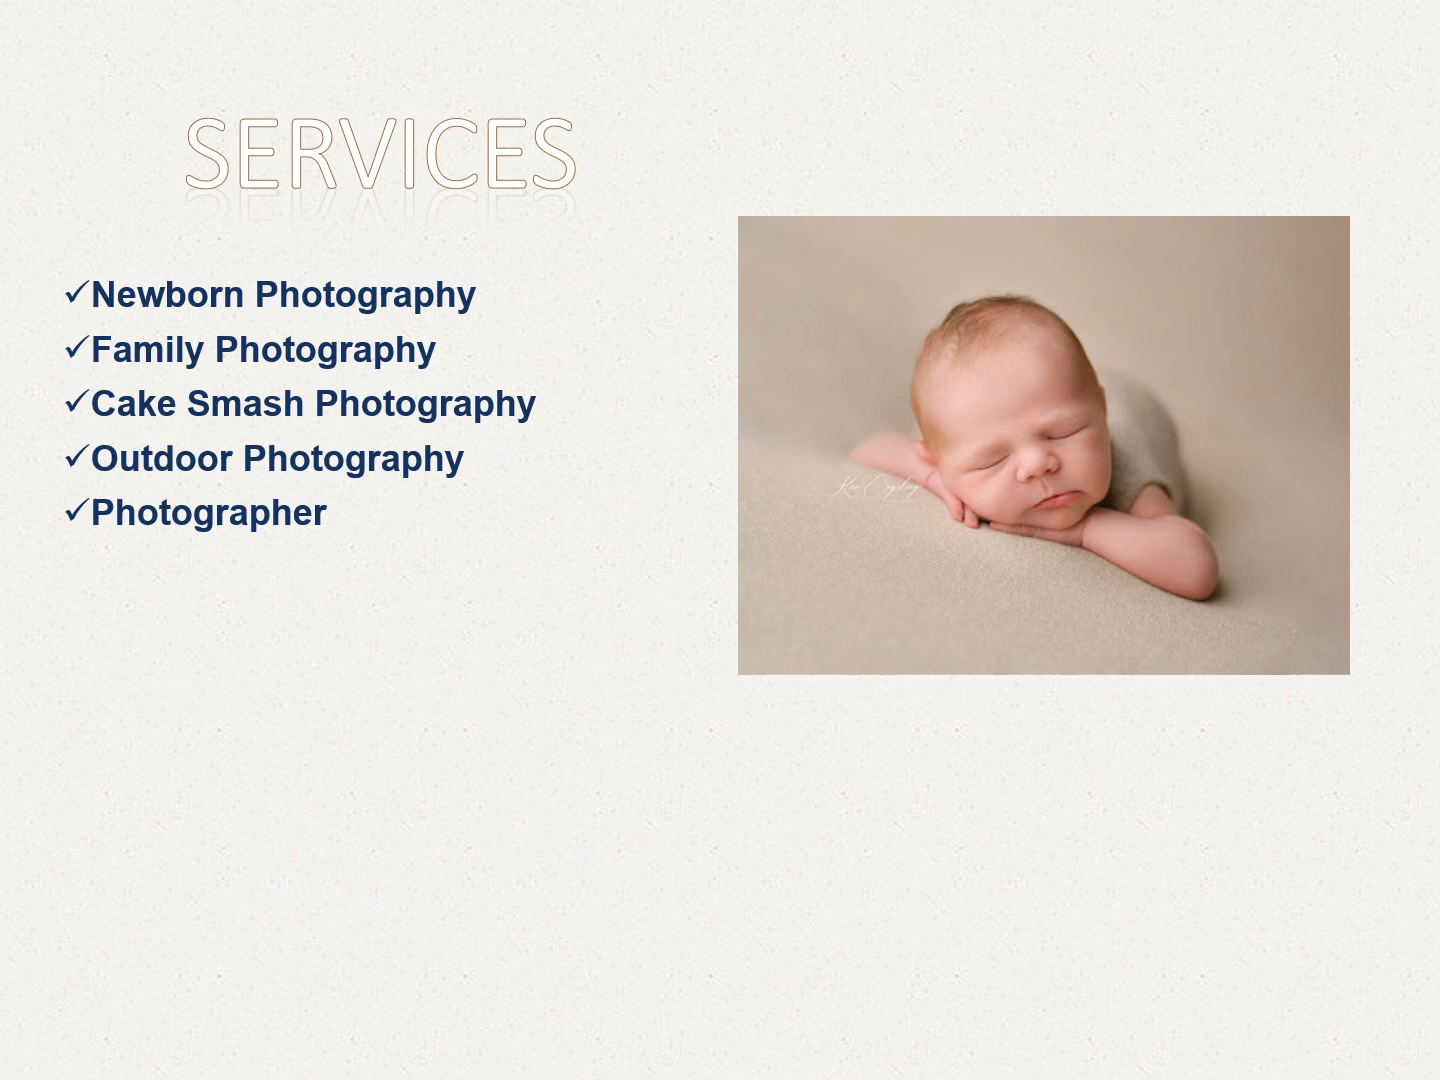 SERVICES
✓Newborn Photography
✓Family Photography
✓Cake Smash Photography
✓Outdoor Photography
✓Photographer